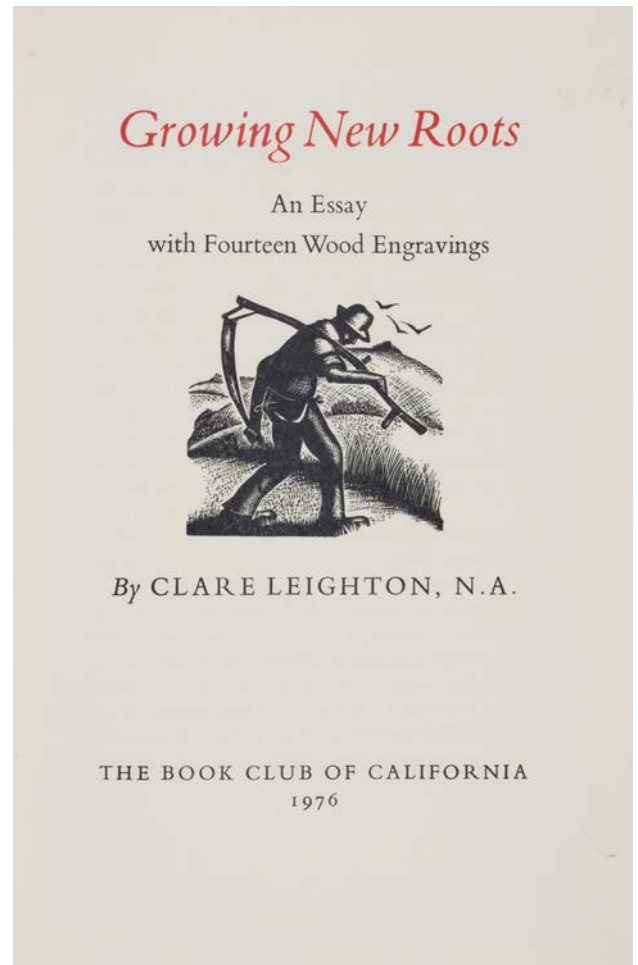 Growing New Roots
An Essay
with Fourteen Wood Engravings
By CLARE LEIGHTON, N.A.
THE BOOK CLUB OF CALIFORNIA
1976